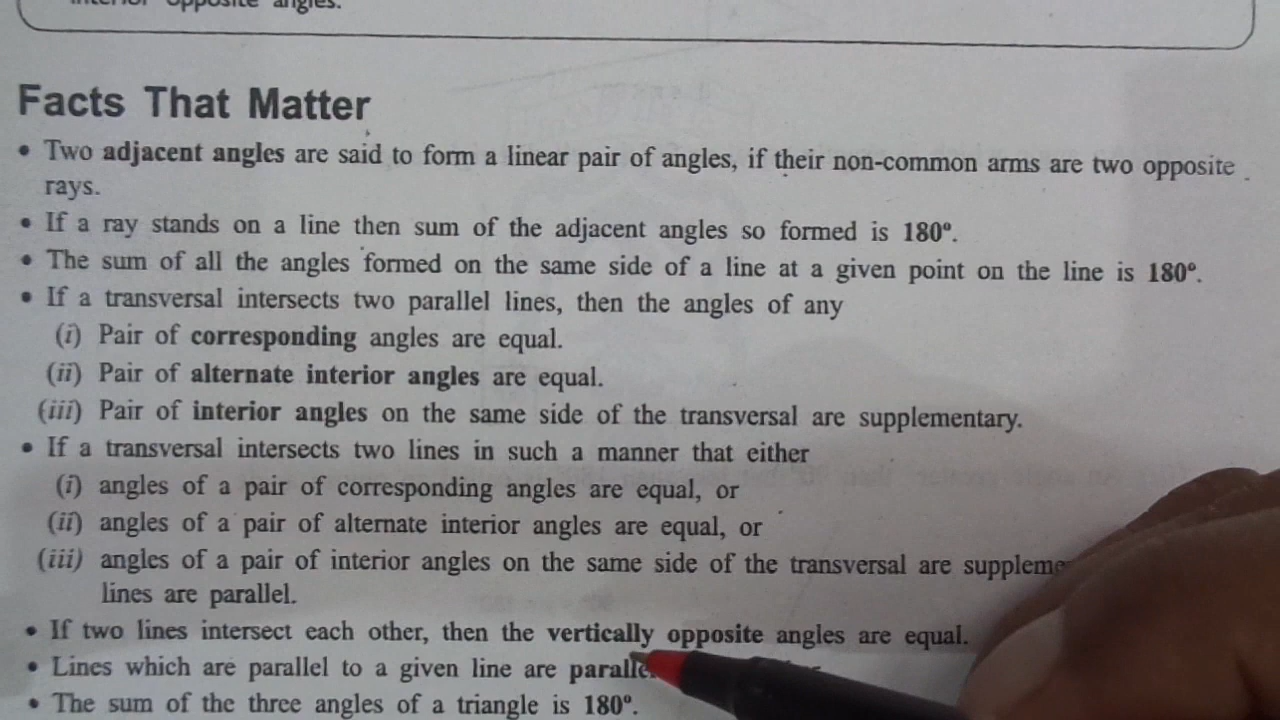 interior opposite angles.
Facts That Matter
• Two adjacent angles are said to form a linear pair of angles, if their non-common arms are two opposite
rays.
• If a ray stands on a line then sum of the adjacent angles so formed is 180º.
• The sum of all the angles formed on the same side of a line at a given point on the line is 180º.
• If a transversal intersects two parallel lines, then the angles of any
(i) Pair of corresponding angles are equal.
(ii) Pair of alternate interior angles are equal.
(iii) Pair of interior angles on the same side of the transversal are supplementary.
• If a transversal intersects two lines in such a manner that either
(i) angles of a pair of corresponding angles are equal, or
(ii) angles of a pair of alternate interior angles are equal, or
(iii) angles of a pair of interior angles on the same side of the transversal are
lines are parallel.
• If two lines intersect each other, then the vertically opposite angles are equal.
• Lines which are parallel to a given line are
• The sum of the three angles of a triangle is 180º.